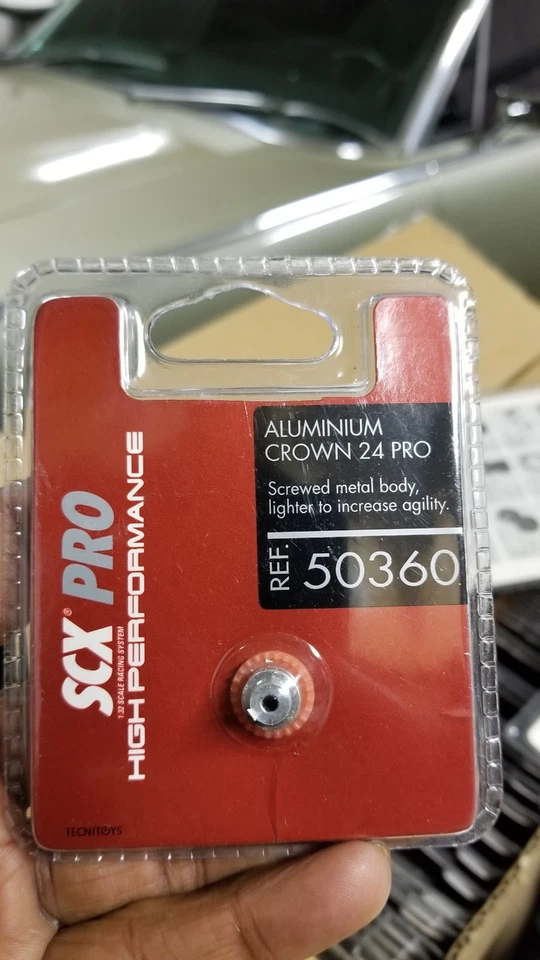 ALUMINIUM
CROWN 24 PRO
Screwed metal body,
lighter to increase agility.
REF. 50360
SCX® PRO
1:32 SCALE RACING SYSTEM
HIGH PERFORMANCE
TECNITOYS